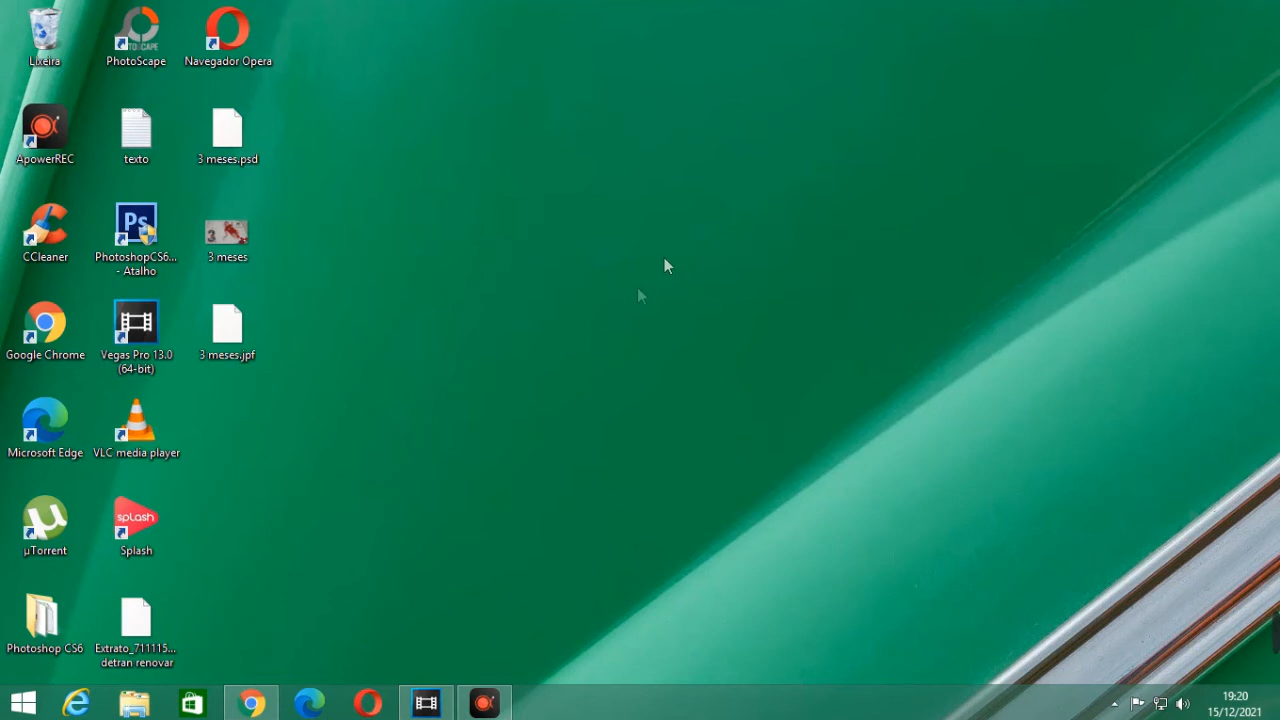 Lixeira
PhotoScape
Navegador Opera
ApowerREC
texto
3 meses.psd
CCleaner
PhotoshopCS6...
- Atalho
3 meses
Google Chrome
Vegas Pro 13.0
(64-bit)
3 meses.jpf
Microsoft Edge
VLC media player
splash
µTorrent
Splash
Photoshop CS6
Extrato_711115...
detran renovar
19:20
15/12/2021